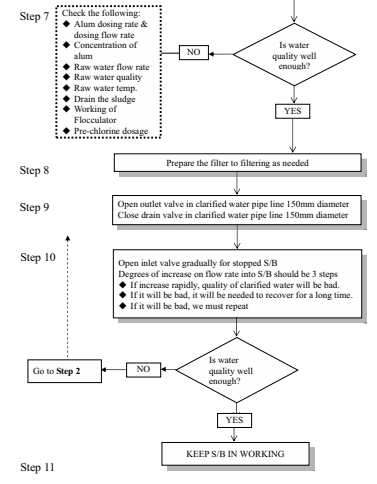 Step 7
Check the following:
◆ Alum dosing rate &
dosing flow rate
◆ Concentration of
alum
◆ Raw water flow rate
◆ Raw water quality
◆ Raw water temp.
◆ Drain the sludge
◆ Working of
Flocculator
◆ Pre-chlorine dosage
NO
Is water
quality well
enough?
YES
Step 8
Prepare the filter to filtering as needed
Step 9
Open outlet valve in clarified water pipe line 150mm diameter
Close drain valve in clarified water pipe line 150mm diameter
Step 10
Open inlet valve gradually for stopped S/B
Degrees of increase on flow rate into S/B should be 3 steps
◆ If increase rapidly, quality of clarified water will be bad.
◆ If it will be bad, it will be needed to recover for a long time.
◆ If it will be bad, we must repeat
Go to Step 2
NO
Is water
quality well
enough?
YES
KEEP S/B IN WORKING
Step 11